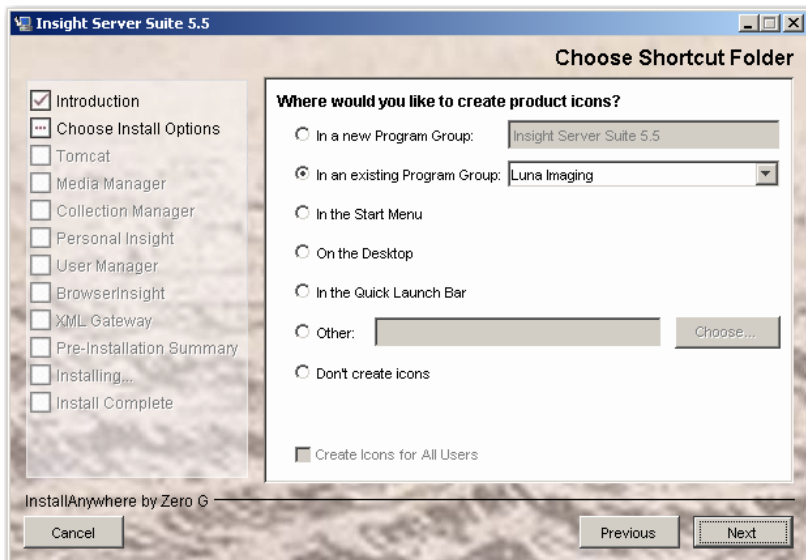 Insight Server Suite 5.5
Choose Shortcut Folder
Introduction
Choose Install Options
Tomcat
Media Manager
Collection Manager
Personal Insight
User Manager
BrowserInsight
XML Gateway
Pre-Installation Summary
Installing...
Install Complete
Where would you like to create product icons?
In a new Program Group: Insight Server Suite 5.5
In an existing Program Group: Luna Imaging
In the Start Menu
On the Desktop
In the Quick Launch Bar
Other: Choose...
Don't create icons
Create Icons for All Users
InstallAnywhere by Zero G
Cancel Previous Next